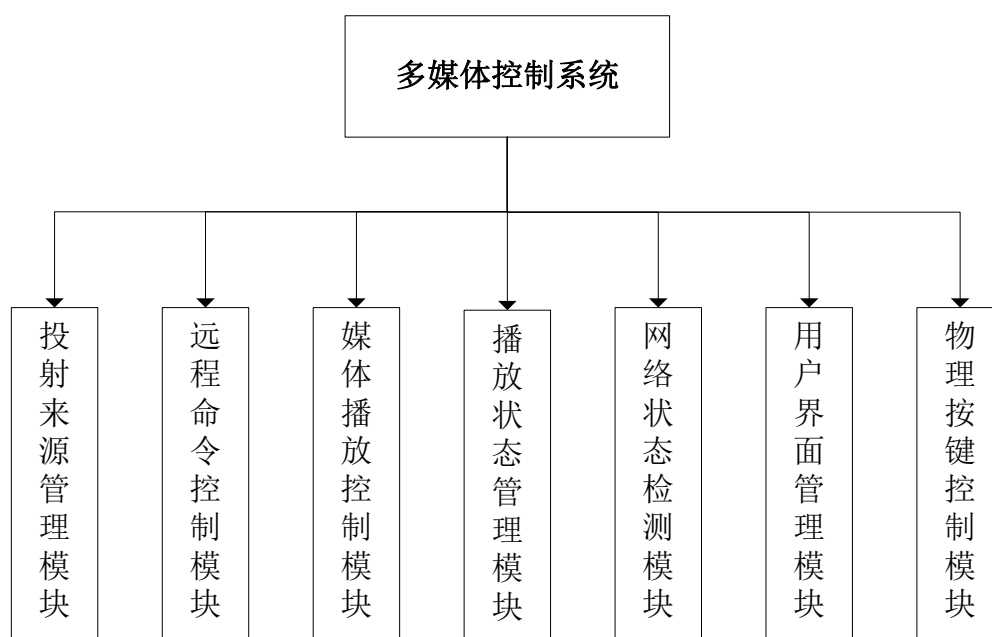 多媒体控制系统
投射来源管理模块
远程命令控制模块
媒体播放控制模块
播放状态管理模块
网络状态检测模块
用户界面管理模块
物理按键控制模块